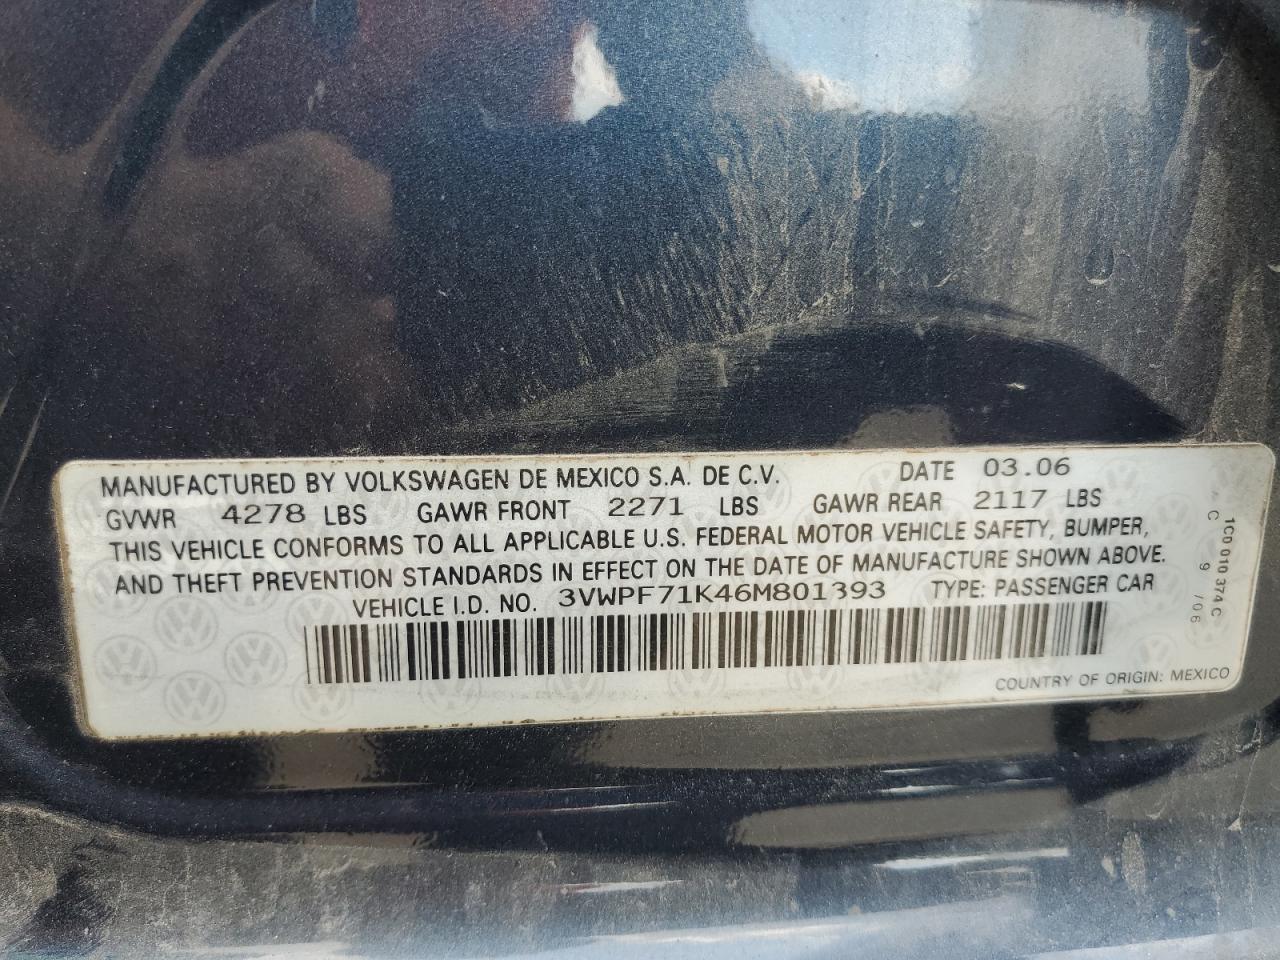 MANUFACTURED BY VOLKSWAGEN DE MEXICO S.A. DE C.V. DATE 03.06
GVWR 4278 LBS GAWR FRONT 2271 LBS GAWR REAR 2117 LBS
THIS VEHICLE CONFORMS TO ALL APPLICABLE U.S. FEDERAL MOTOR VEHICLE SAFETY, BUMPER,
AND THEFT PREVENTION STANDARDS IN EFFECT ON THE DATE OF MANUFACTURE SHOWN ABOVE.
VEHICLE I.D. NO. 3VWPF71K46M801393 TYPE: PASSENGER CAR
COUNTRY OF ORIGIN: MEXICO
1C0 010 374 C
C 9 /06